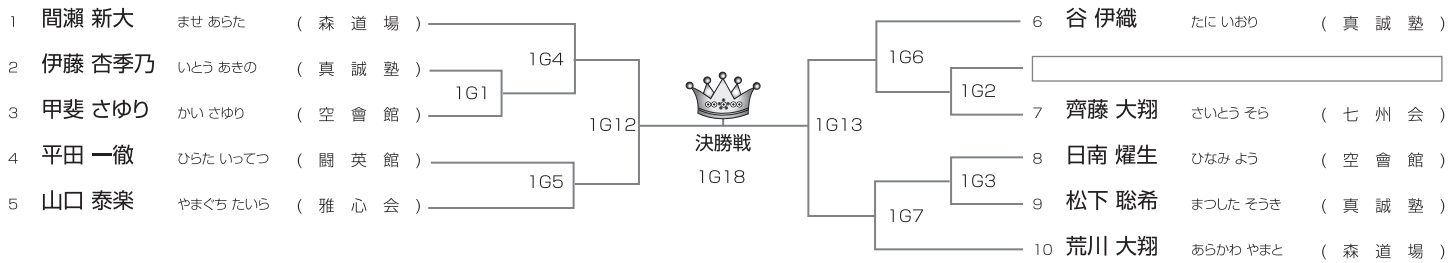 1 間瀬 新大 ませ あらた ( 森 道 場 )
2 伊藤 杏季乃 いとう あきの ( 真 誠 塾 )
3 甲斐 さゆり かい さゆり ( 空 會 館 )
4 平田 一徹 ひらた いってつ ( 闘 英 館 )
5 山口 泰楽 やまぐち たいら ( 雅 心 会 )
1G4
1G1
1G5
1G12
決勝戦
1G18
1G13
1G6
1G2
1G3
1G7
6 谷 伊織 たに いおり ( 真 誠 塾 )
7 齊藤 大翔 さいとう そら ( 七 州 会 )
8 日南 燿生 ひなみ よう ( 空 會 館 )
9 松下 聡希 まつした そうき ( 真 誠 塾 )
10 荒川 大翔 あらかわ やまと ( 森 道 場 )